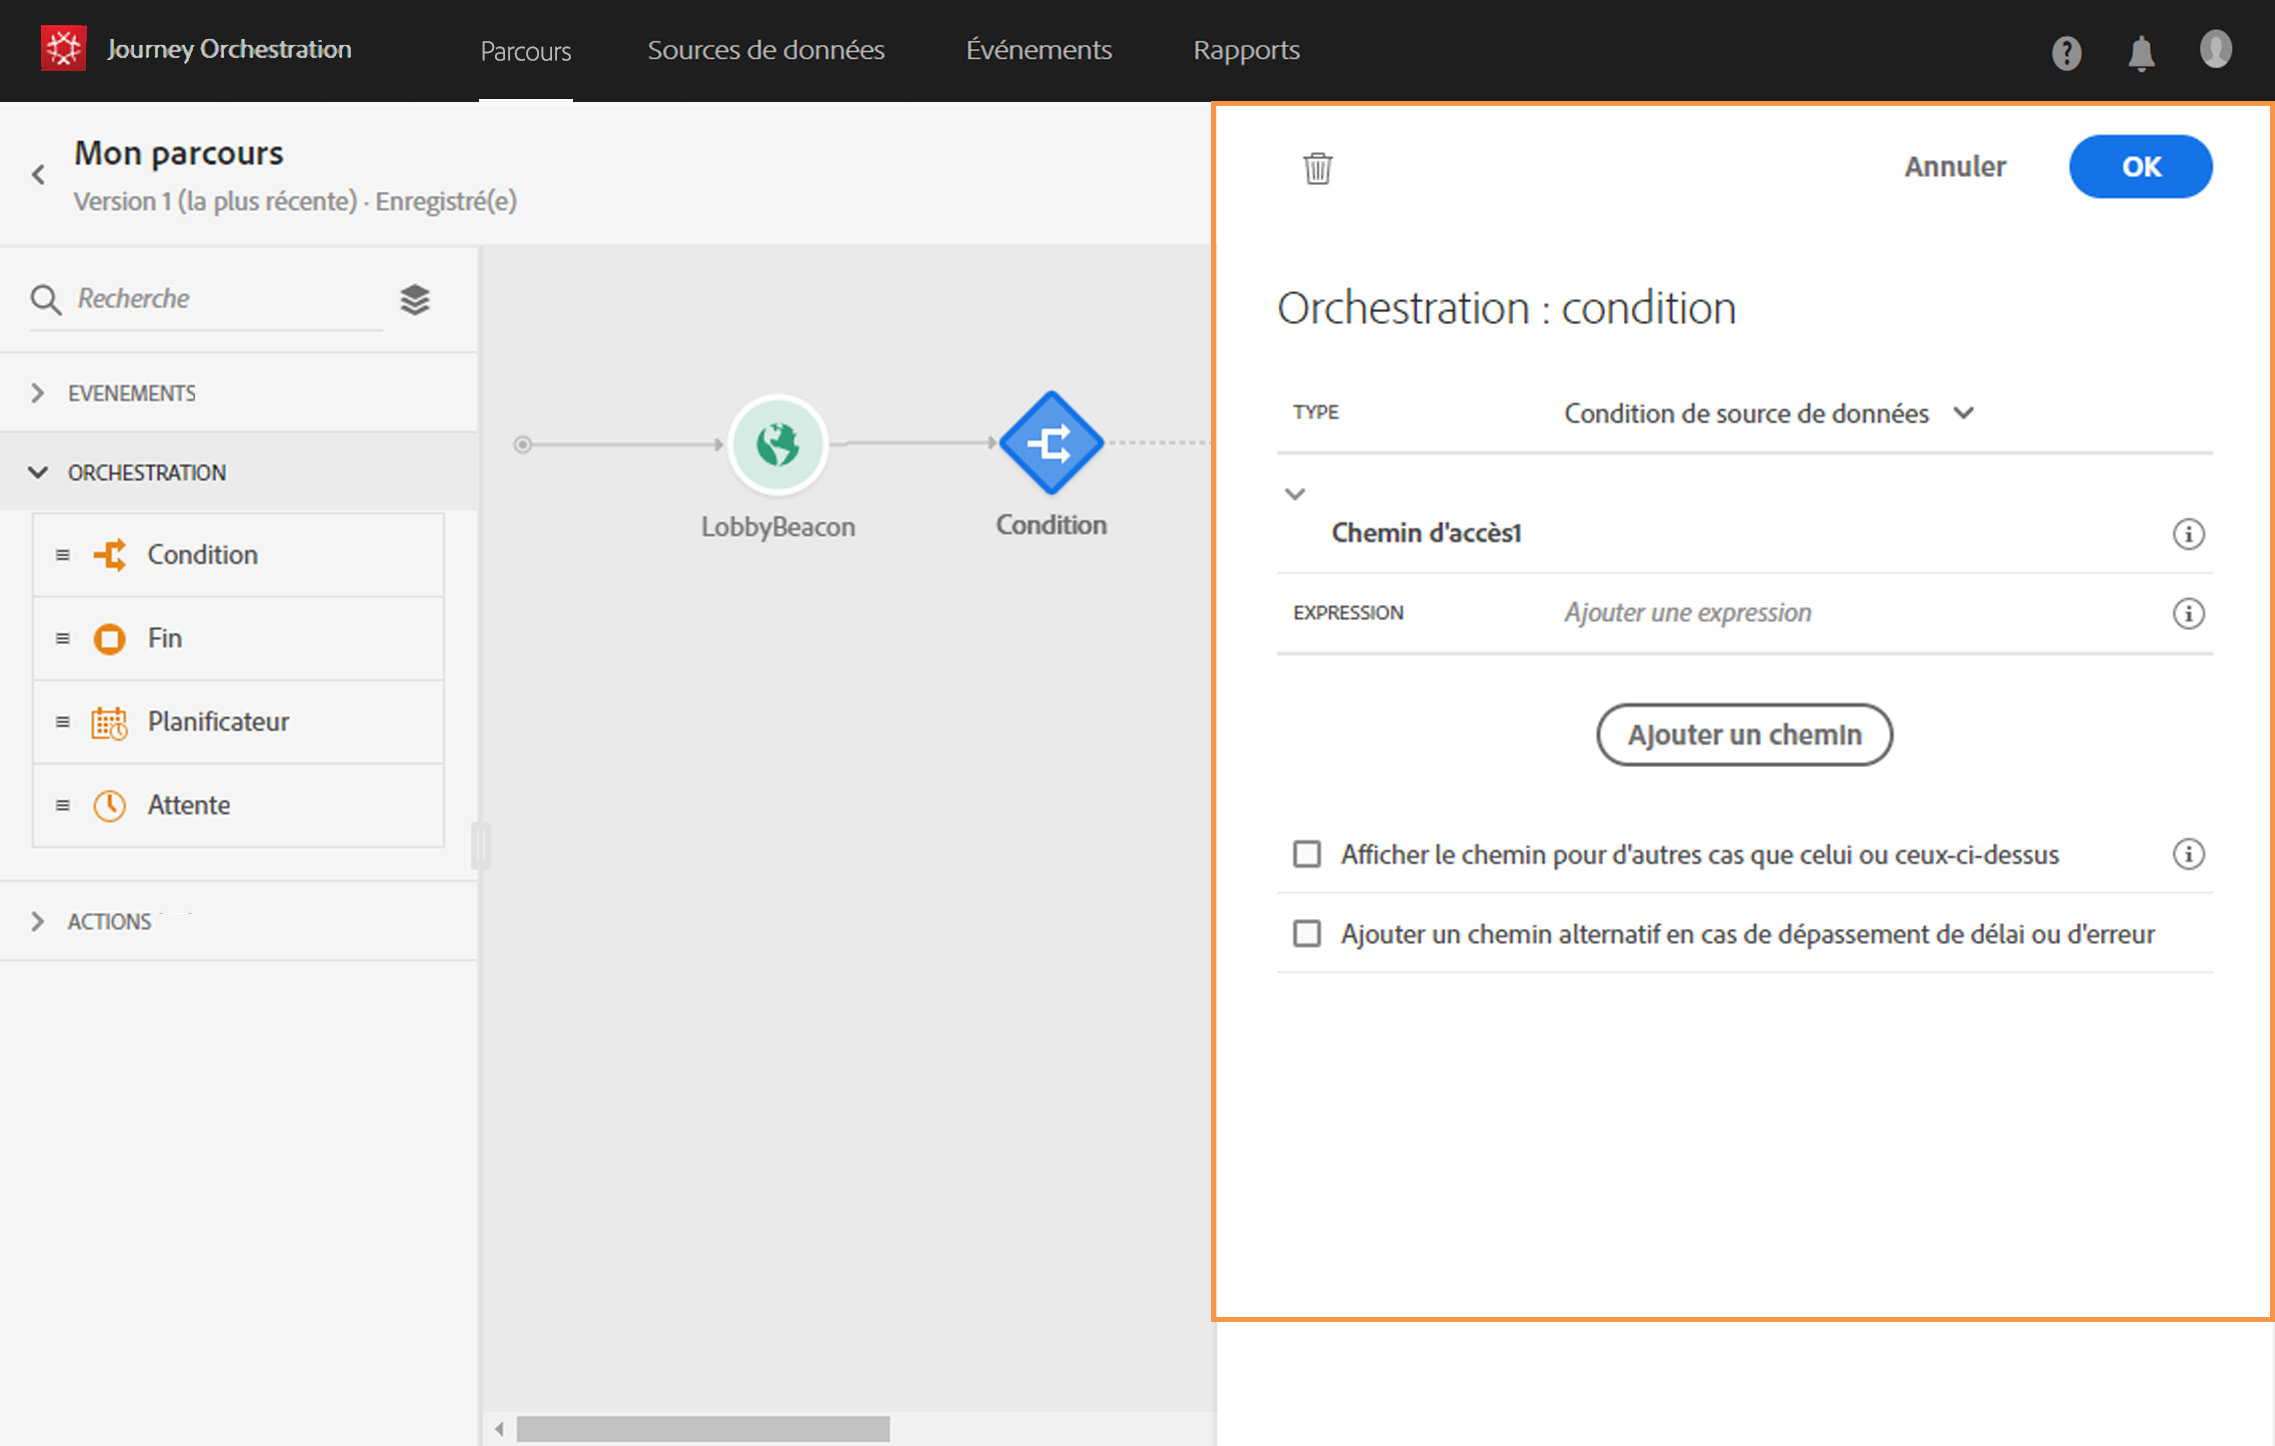 Journey Orchestration
Parcours
Sources de données
Événements
Rapports
Mon parcours
Version 1 (la plus récente) · Enregistré(e)
Recherche
EVENEMENTS
ORCHESTRATION
Condition
Fin
Planificateur
Attente
ACTIONS
LobbyBeacon
Condition
Annuler
OK
Orchestration : condition
TYPE
Condition de source de données
Chemin d'accès1
EXPRESSION
Ajouter une expression
Ajouter un chemin
Afficher le chemin pour d'autres cas que celui ou ceux-ci-dessus
Ajouter un chemin alternatif en cas de dépassement de délai ou d'erreur